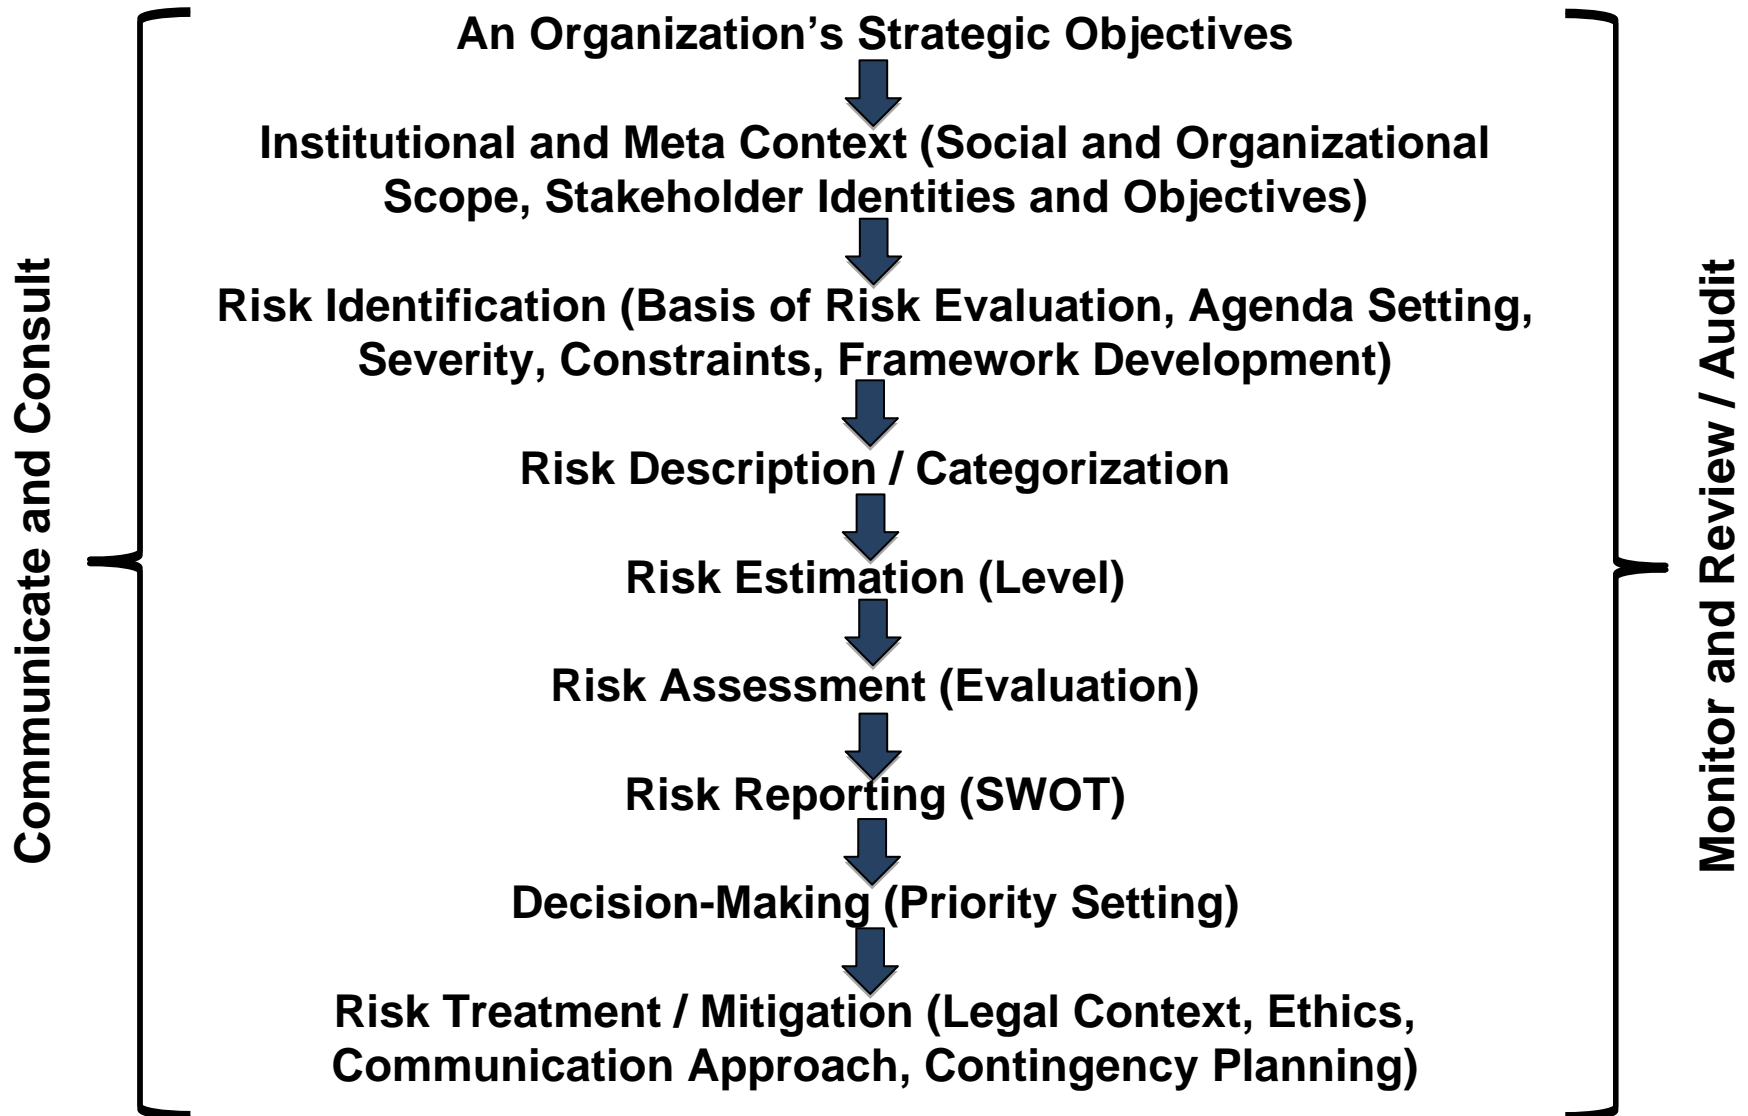 An Organization’s Strategic Objectives
Institutional and Meta Context (Social and Organizational
Scope, Stakeholder Identities and Objectives)
Risk Identification (Basis of Risk Evaluation, Agenda Setting,
Severity, Constraints, Framework Development)
Risk Description / Categorization
Risk Estimation (Level)
Risk Assessment (Evaluation)
Risk Reporting (SWOT)
Decision-Making (Priority Setting)
Risk Treatment / Mitigation (Legal Context, Ethics,
Communication Approach, Contingency Planning)
Communicate and Consult
Monitor and Review / Audit